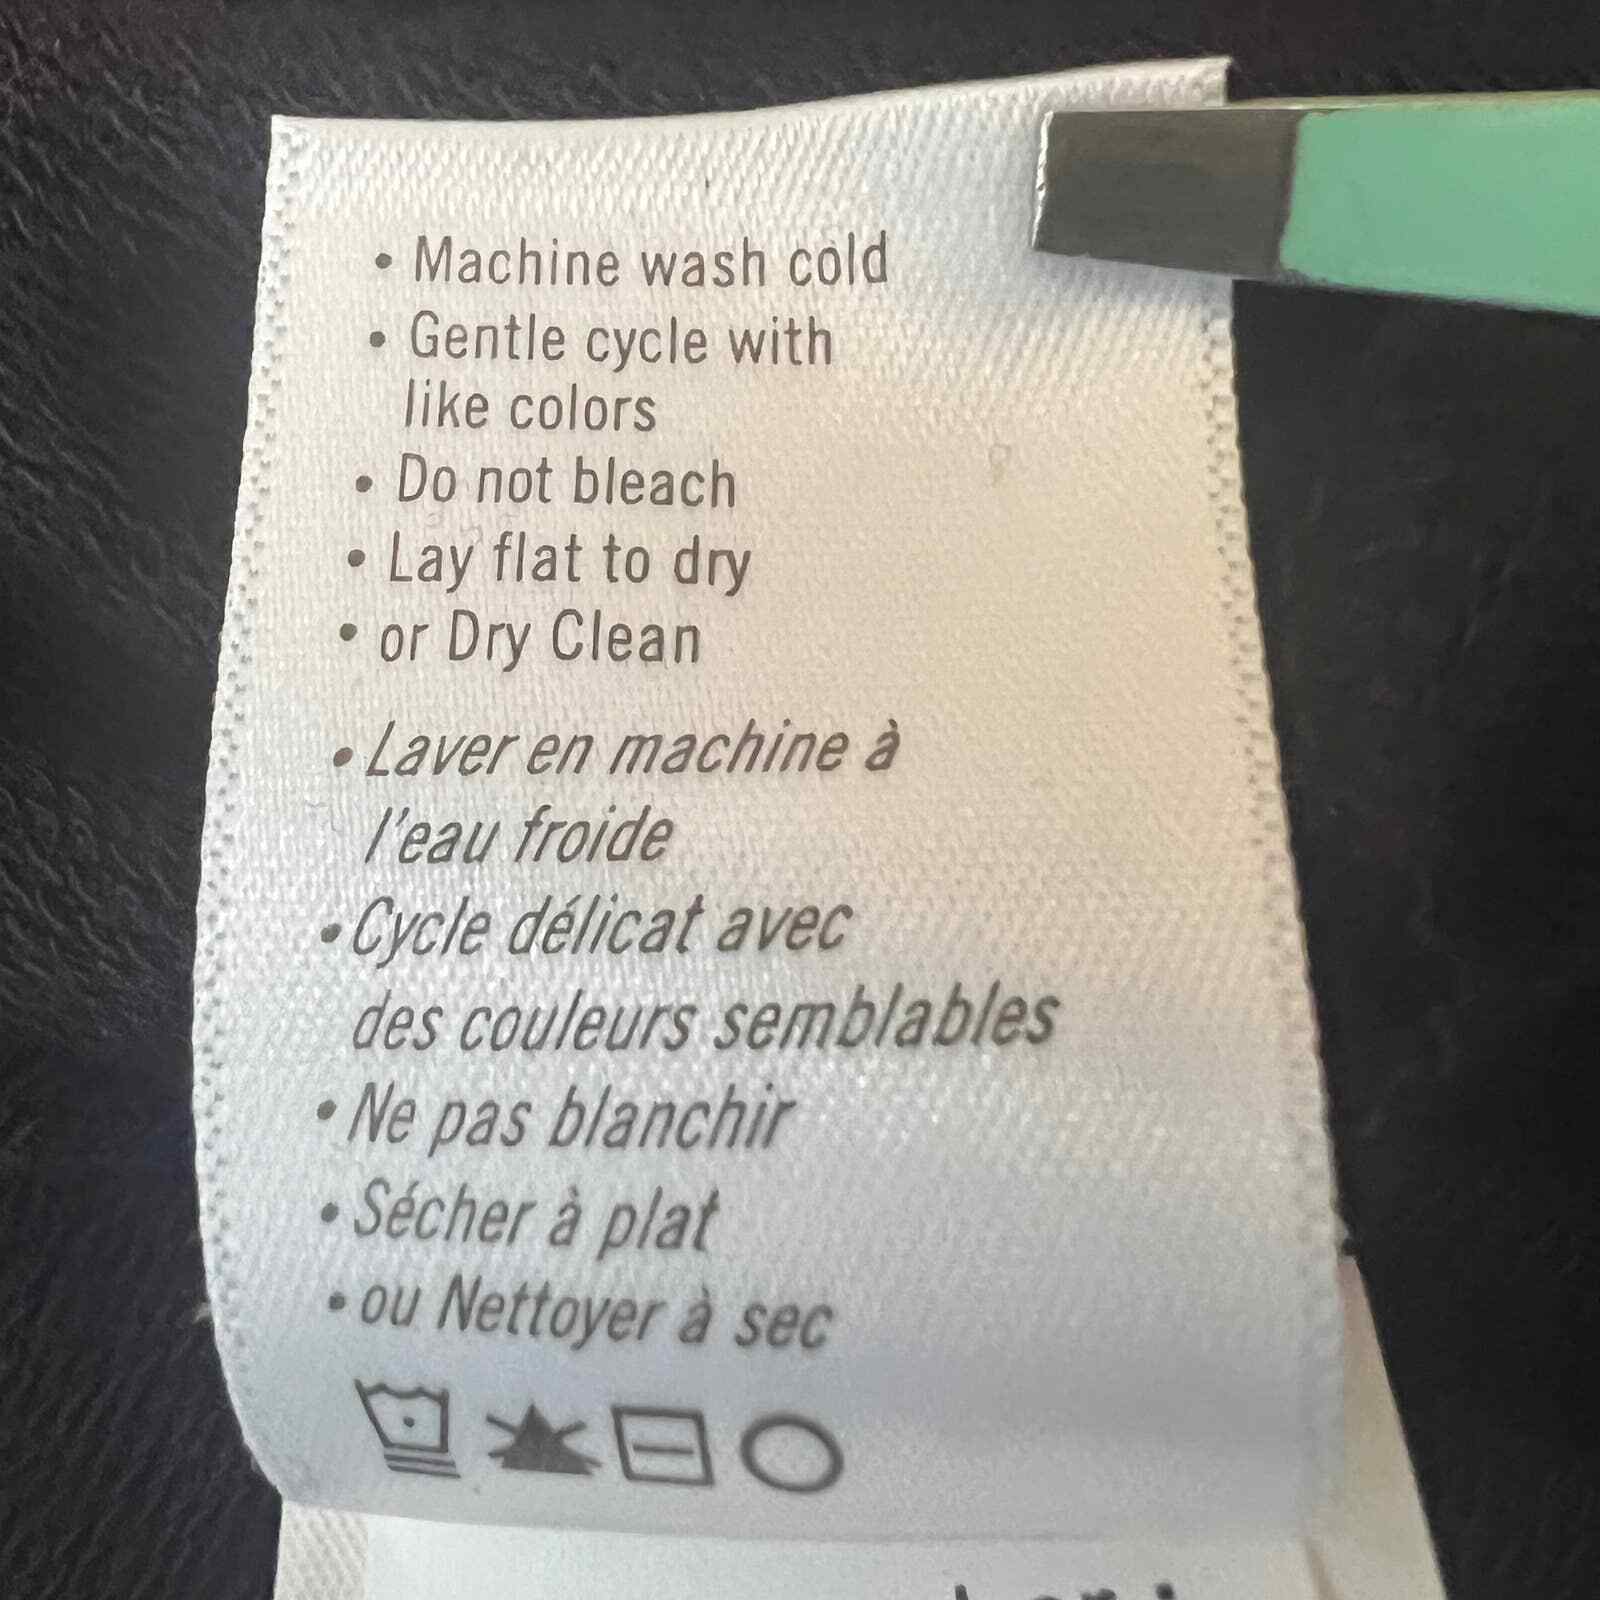 • Machine wash cold
• Gentle cycle with
like colors
• Do not bleach
• Lay flat to dry
• or Dry Clean
• Laver en machine à
l'eau froide
• Cycle délicat avec
des couleurs semblables
• Ne pas blanchir
• Sécher à plat
• ou Nettoyer à sec